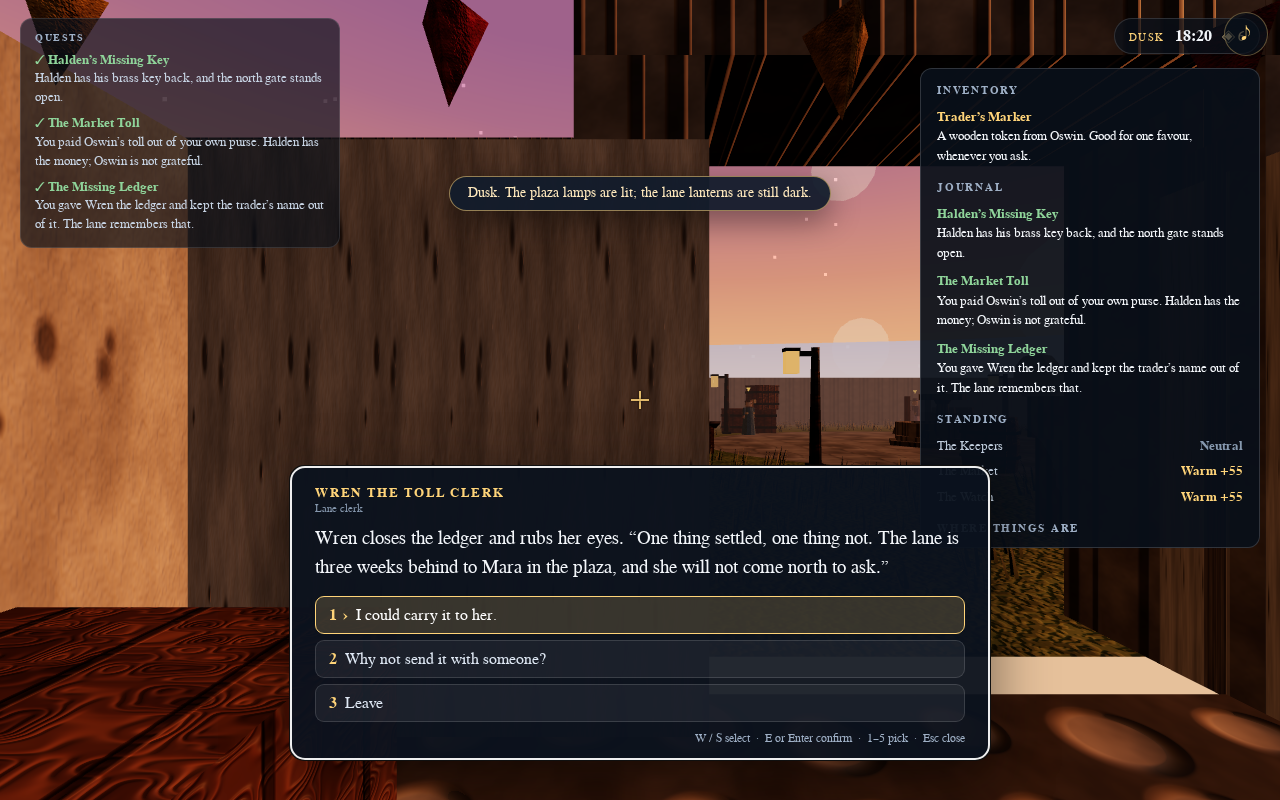 QUESTS
✓ Halden's Missing Key
Halden has his brass key back, and the north gate stands
open.
✓ The Market Toll
You paid Oswin's toll out of your own purse. Halden has
the money; Oswin is not grateful.
✓ The Missing Ledger
You gave Wren the ledger and kept the trader's name out
of it. The lane remembers that.
DUSK 18:20
♪
INVENTORY
Trader's Marker
A wooden token from Oswin. Good for one favour,
whenever you ask.
JOURNAL
Halden's Missing Key
Halden has his brass key back, and the north gate stands
open.
The Market Toll
You paid Oswin's toll out of your own purse. Halden has the
money; Oswin is not grateful.
The Missing Ledger
You gave Wren the ledger and kept the trader's name out of
it. The lane remembers that.
STANDING
The Keepers Neutral
The Market Warm +55
The Watch Warm +55
WHERE THINGS ARE
Dusk. The plaza lamps are lit; the lane lanterns are still dark.
WREN THE TOLL CLERK
Lane clerk
Wren closes the ledger and rubs her eyes. “One thing settled, one thing not. The lane is
three weeks behind to Mara in the plaza, and she will not come north to ask.”
1 › I could carry it to her.
2 Why not send it with someone?
3 Leave
W / S select · E or Enter confirm · 1–5 pick · Esc close